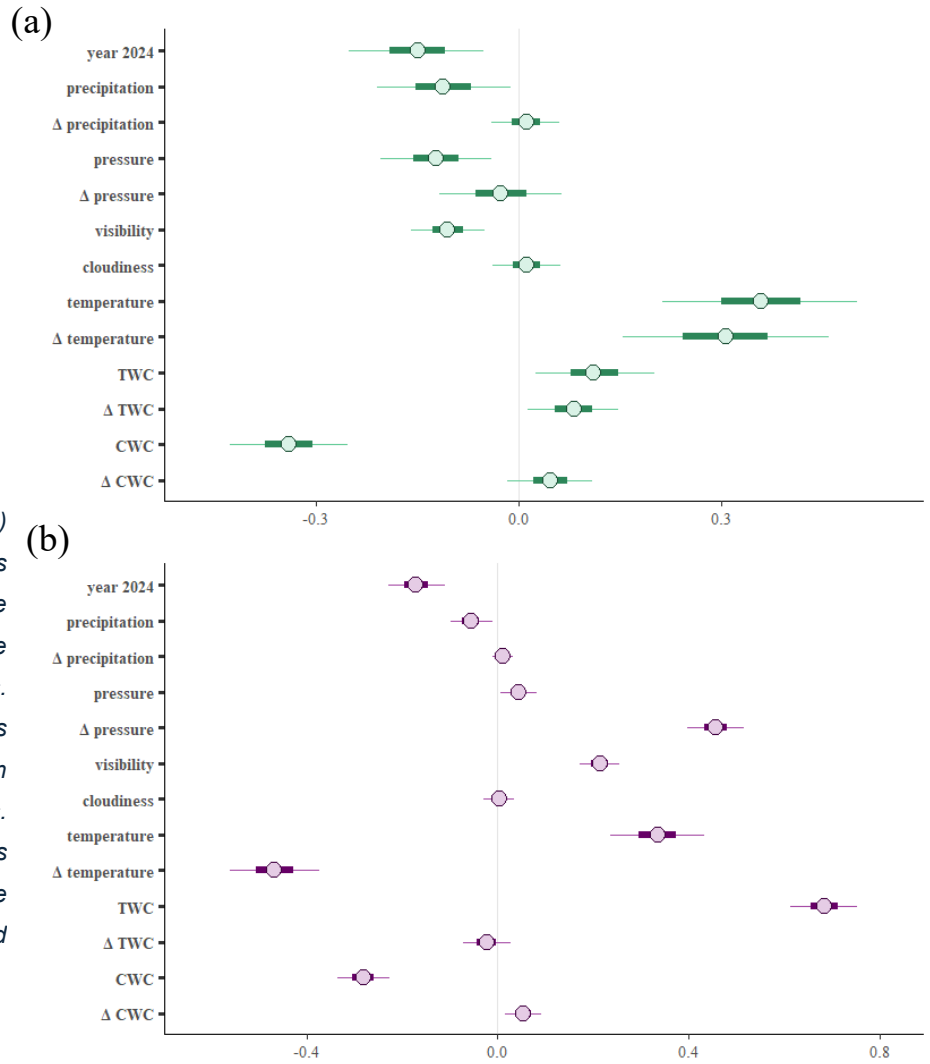 (a)
year 2024
precipitation
Δ precipitation
pressure
Δ pressure
visibility
cloudiness
temperature
Δ temperature
TWC
Δ TWC
CWC
Δ CWC
-0.3 0.0 0.3
)
s
e
e
.
s
n
.
s
e
d
(b)
year 2024
precipitation
Δ precipitation
pressure
Δ pressure
visibility
cloudiness
temperature
Δ temperature
TWC
Δ TWC
CWC
Δ CWC
-0.4 0.0 0.4 0.8